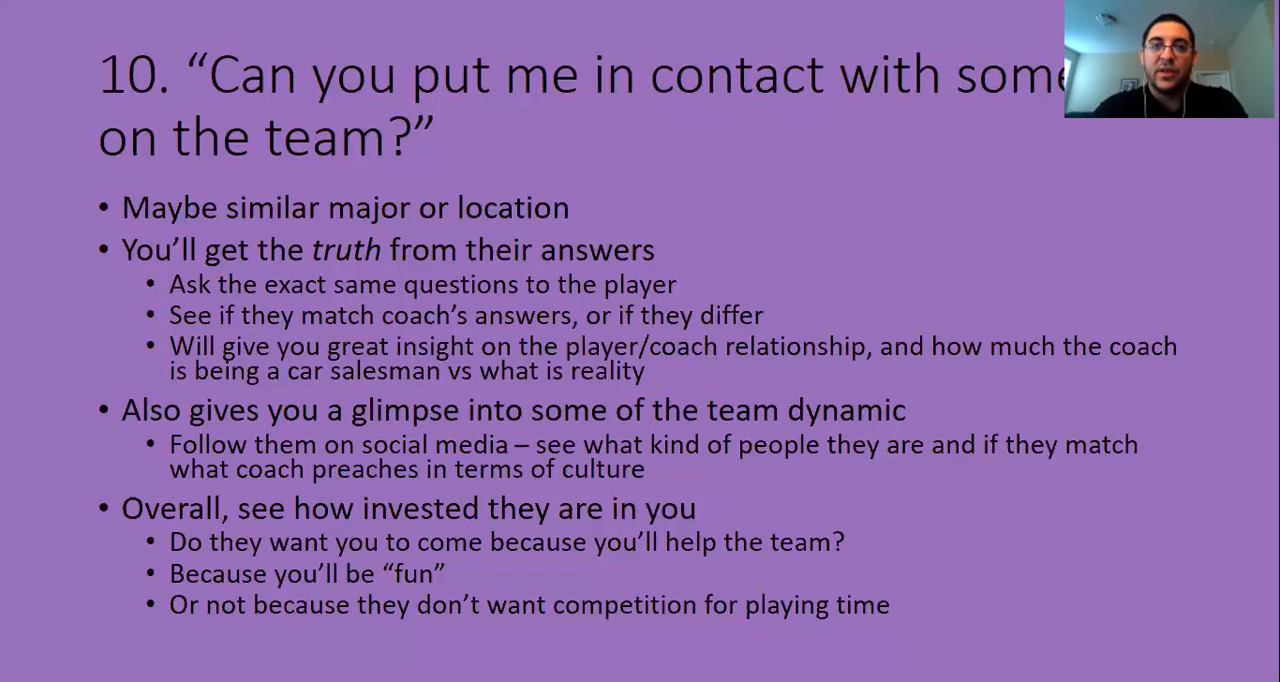 10. “Can you put me in contact with some
on the team?”
• Maybe similar major or location
• You’ll get the truth from their answers
• Ask the exact same questions to the player
• See if they match coach’s answers, or if they differ
• Will give you great insight on the player/coach relationship, and how much the coach
is being a car salesman vs what is reality
• Also gives you a glimpse into some of the team dynamic
• Follow them on social media – see what kind of people they are and if they match
what coach preaches in terms of culture
• Overall, see how invested they are in you
• Do they want you to come because you’ll help the team?
• Because you’ll be “fun”
• Or not because they don’t want competition for playing time